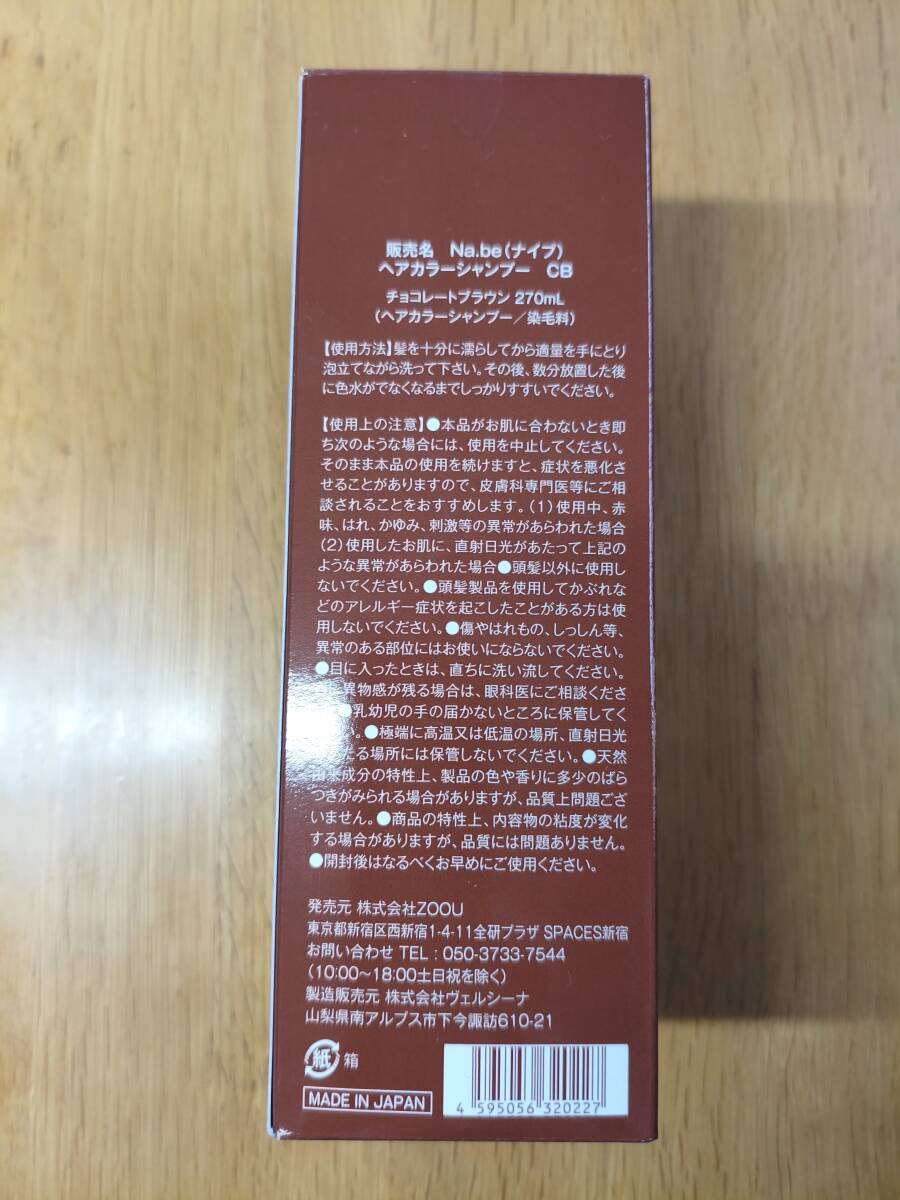 販売名　Na.be(ナイブ)
ヘアカラーシャンプー　CB
チョコレートブラウン 270mL
(ヘアカラーシャンプー/染毛料)
【使用方法】髪を十分に濡らしてから適量を手にとり
泡立てながら洗って下さい。その後、数分放置した後
に色水がでなくなるまでしっかりすすいでください。
【使用上の注意】●本品がお肌に合わないとき即
ち次のような場合には、使用を中止してください。
そのまま本品の使用を続けますと、症状を悪化さ
せることがありますので、皮膚科専門医等にご相
談されることをおすすめします。(1)使用中、赤
味、はれ、かゆみ、刺激等の異常があらわれた場合
(2)使用したお肌に、直射日光があたって上記の
ような異常があらわれた場合●頭髪以外に使用し
ないでください。●頭髪製品を使用してかぶれな
どのアレルギー症状を起こしたことがある方は使
用しないでください。●傷やはれもの、しっしん等、
異常のある部位にはお使いにならないでください。
●目に入ったときは、直ちに洗い流してください。
異物感が残る場合は、眼科医にご相談くださ
●乳幼児の手の届かないところに保管してく
い。●極端に高温又は低温の場所、直射日光
たる場所には保管しないでください。●天然
由来成分の特性上、製品の色や香りに多少のばら
つきがみられる場合がありますが、品質上問題ござ
いません。●商品の特性上、内容物の粘度が変化
する場合がありますが、品質には問題ありません。
●開封後はなるべくお早めにご使用ください。
発売元 株式会社ZOOU
東京都新宿区西新宿1-4-11全研プラザ SPACES新宿
お問い合わせ TEL : 050-3733-7544
(10:00～18:00土日祝を除く)
製造販売元 株式会社ヴェルシーナ
山梨県南アルプス市下今諏訪610-21
紙 箱
MADE IN JAPAN
4 595056 320227